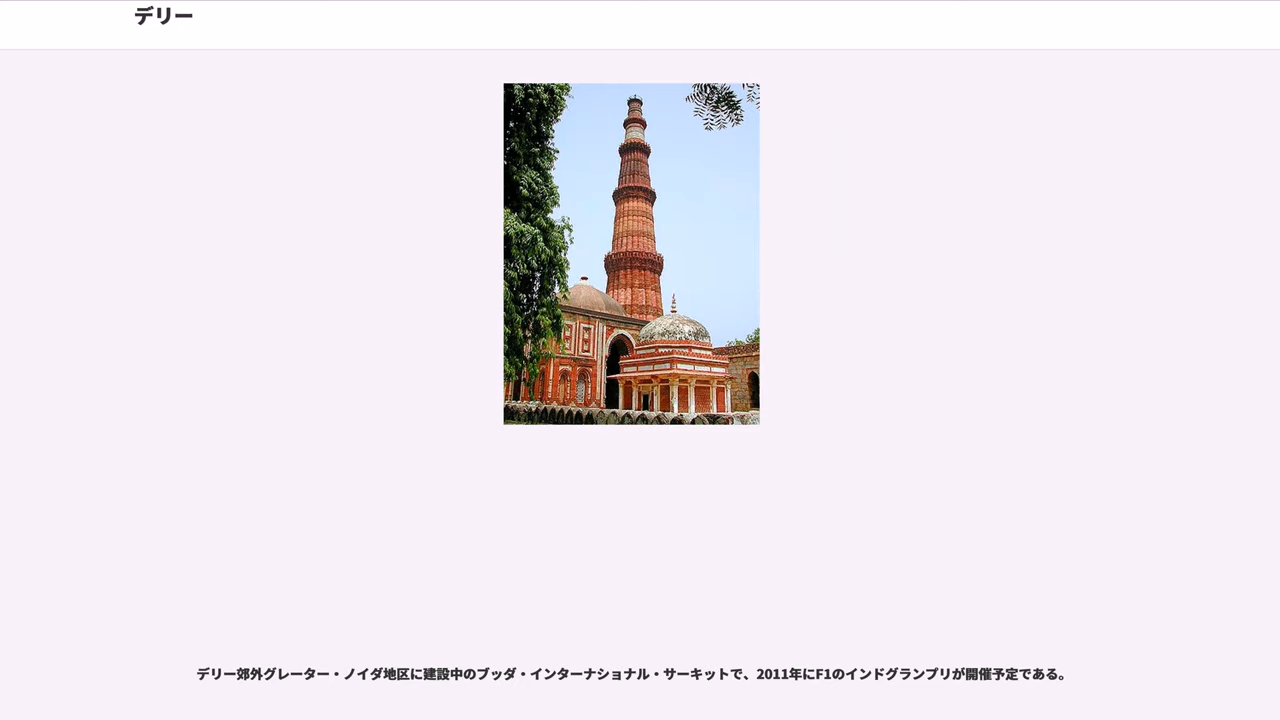 デリー
デリー郊外グレーター・ノイダ地区に建設中のブッダ・インターナショナル・サーキットで、2011年にF1のインドグランプリが開催予定である。